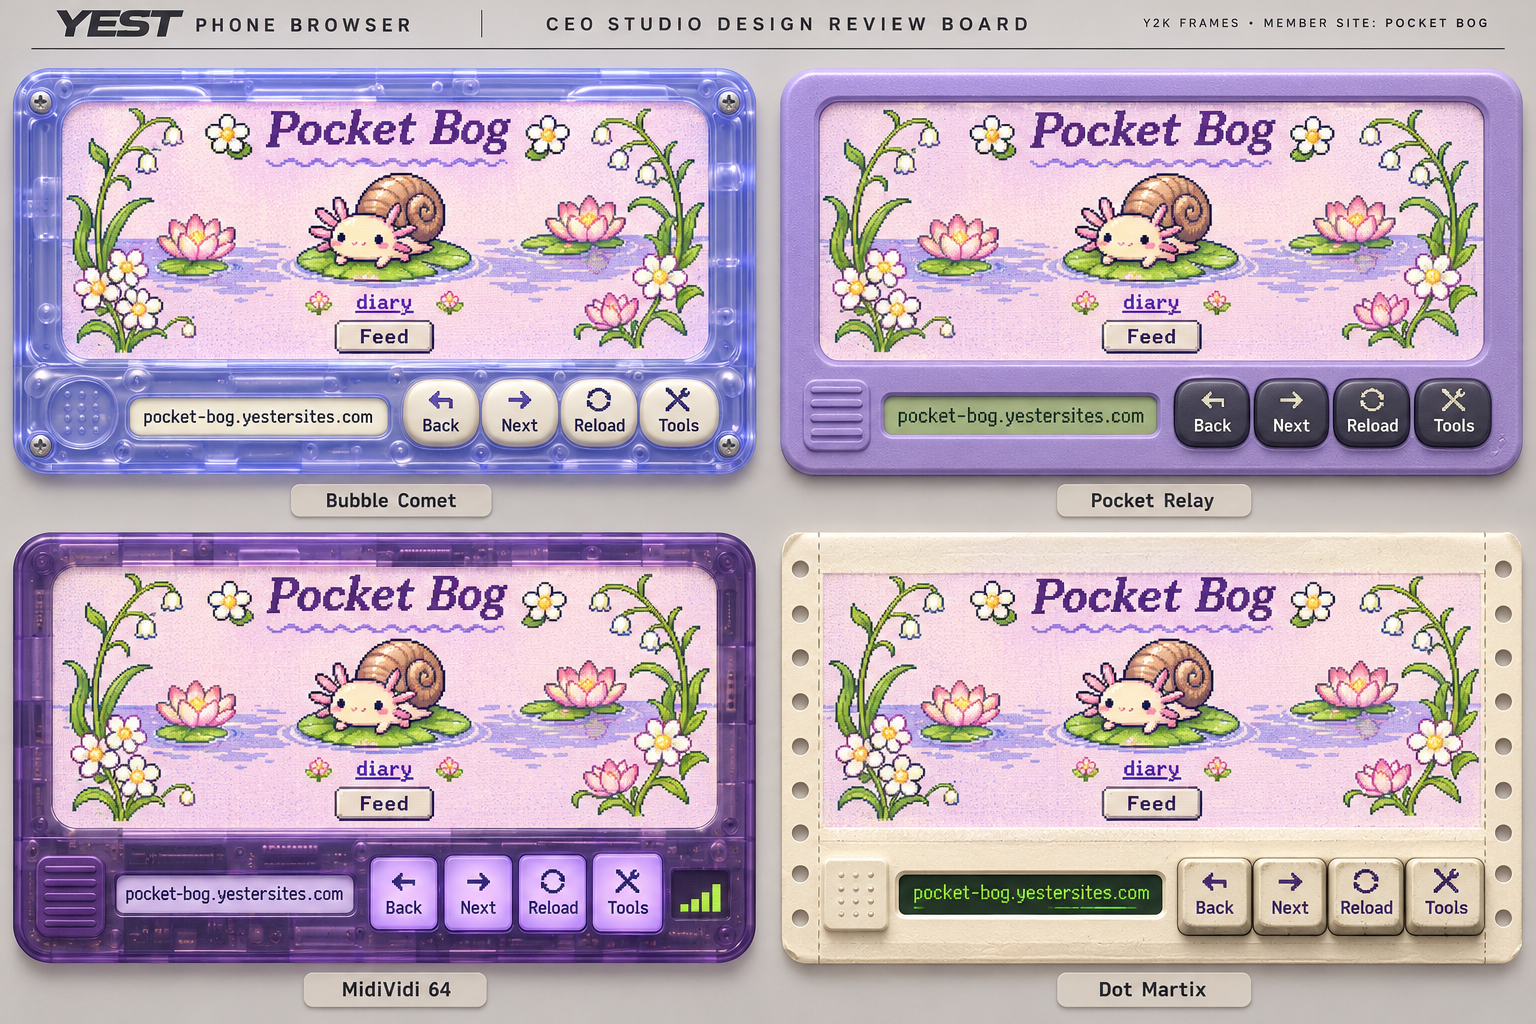 YEST PHONE BROWSER
CEO STUDIO DESIGN REVIEW BOARD
Y2K FRAMES • MEMBER SITE: POCKET BOG
Pocket Bog
diary
Feed
pocket-bog.yestersites.com
Back
Next
Reload
Tools
Bubble Comet
Pocket Bog
diary
Feed
pocket-bog.yestersites.com
Back
Next
Reload
Tools
Pocket Relay
Pocket Bog
diary
Feed
pocket-bog.yestersites.com
Back
Next
Reload
Tools
MidiVidi 64
Pocket Bog
diary
Feed
pocket-bog.yestersites.com
Back
Next
Reload
Tools
Dot Martix